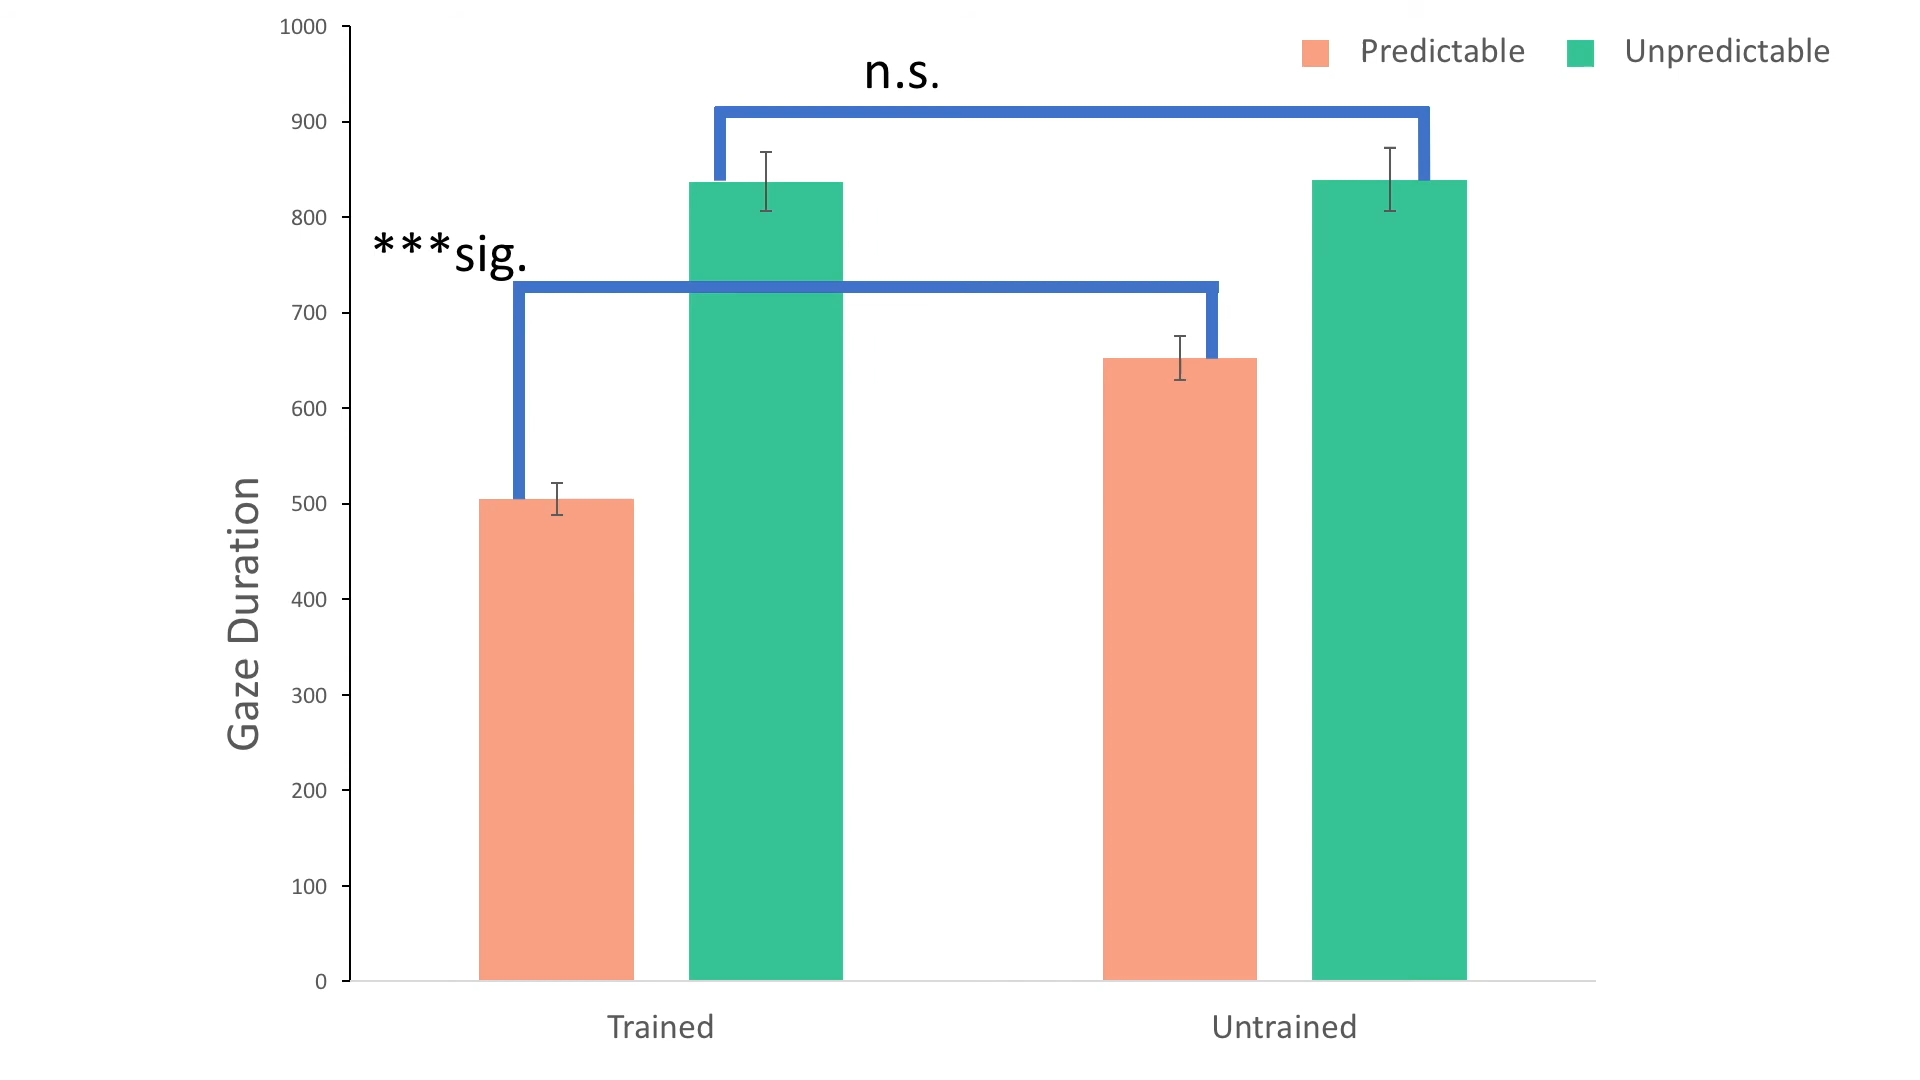 Predictable
Unpredictable
n.s.
***sig.
Gaze Duration
1000
900
800
700
600
500
400
300
200
100
0
Trained
Untrained